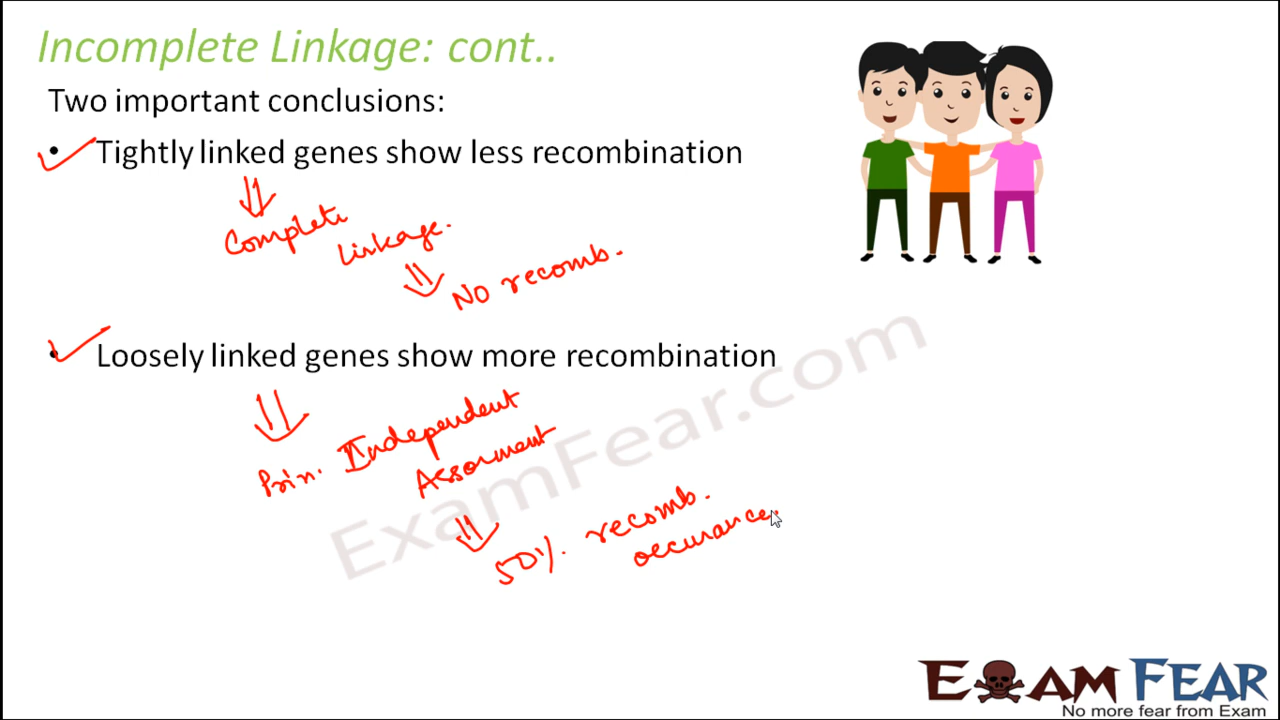 Incomplete Linkage: cont..
Two important conclusions:
• Tightly linked genes show less recombination
Complete
linkage.
No recomb.
• Loosely linked genes show more recombination
Prin. Independent
Assorment
50%. recomb.
occurance.
ExamFear.com
EXAM FEAR
No more fear from Exam